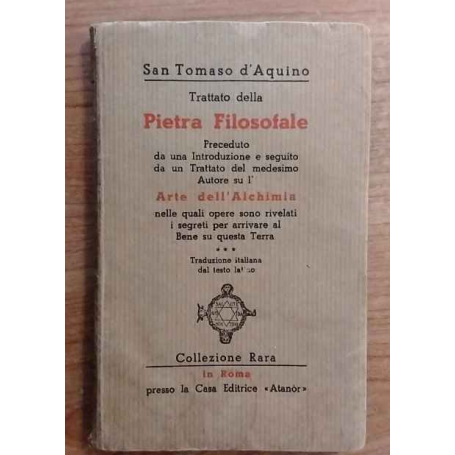 San Tomaso d'Aquino
Trattato della
Pietra Filosofale
Preceduto
da una Introduzione e seguito
da un Trattato del medesimo
Autore su l'
Arte dell'Alchimia
nelle quali opere sono rivelati
i segreti per arrivare al
Bene su questa Terra
* * *
Traduzione italiana
dal testo
Collezione Rara
in Roma
presso la Casa Editrice «Atanòr»